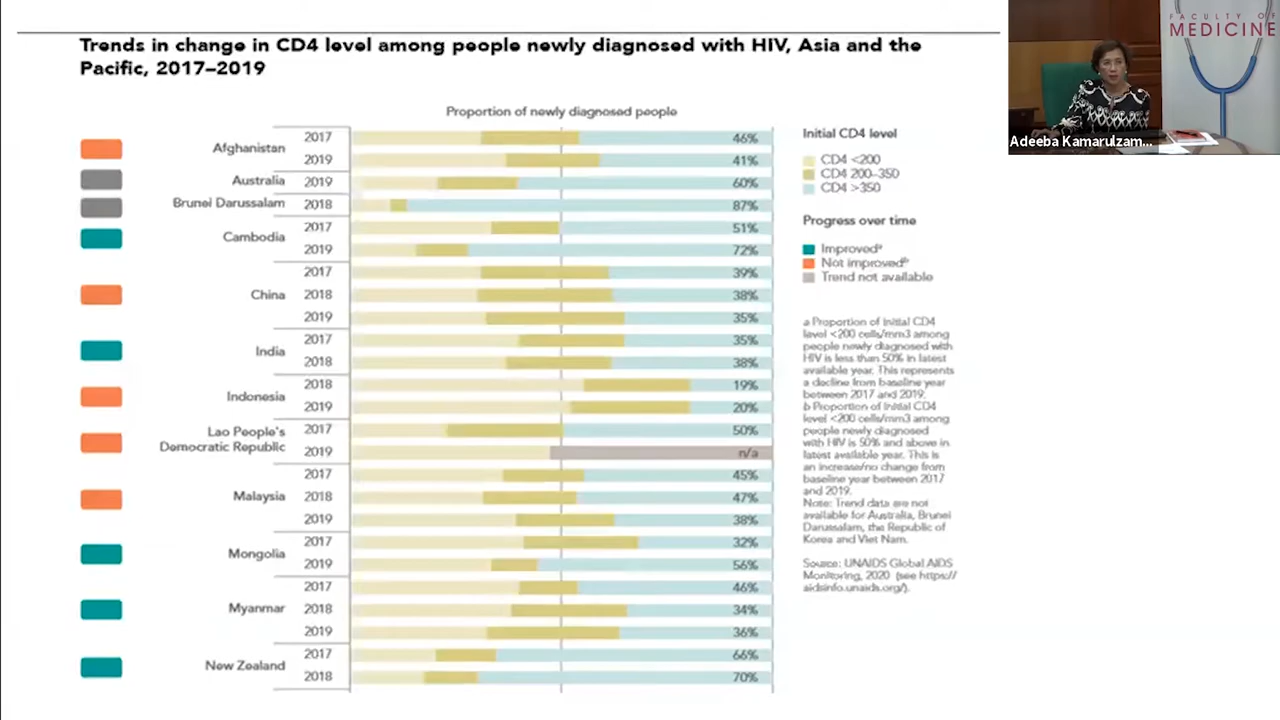 Trends in change in CD4 level among people newly diagnosed with HIV, Asia and the
Pacific, 2017–2019
Proportion of newly diagnosed people
Afghanistan
2017
46%
2019
41%
Australia
2019
60%
Brunei Darussalam
2018
87%
Cambodia
2017
51%
2019
72%
China
2017
39%
2018
38%
2019
35%
India
2017
35%
2018
38%
Indonesia
2018
19%
2019
20%
Lao People's
Democratic Republic
2017
50%
2019
n/a
Malaysia
2017
45%
2018
47%
2019
38%
Mongolia
2017
32%
2019
56%
Myanmar
2017
46%
2018
34%
2019
36%
New Zealand
2017
66%
2018
70%
Initial CD4 level
CD4 <200
CD4 200–350
CD4 >350
Progress over time
Improvedᵃ
Not improvedᵇ
Trend not available
a Proportion of initial CD4
level <200 cells/mm3 among
people newly diagnosed with
HIV is less than 50% in latest
available year. This represents
a decline from baseline year
between 2017 and 2019.
b Proportion of initial CD4
level <200 cells/mm3 among
people newly diagnosed
with HIV is 50% and above in
latest available year. This is
an increase/no change from
baseline year between 2017
and 2019.
Note: Trend data are not
available for Australia, Brunei
Darussalam, the Republic of
Korea and Viet Nam.
Source: UNAIDS Global AIDS
Monitoring, 2020 (see https://
aidsinfo.unaids.org/).
FACULTY OF
MEDICINE
Adeeba Kamarulzam...